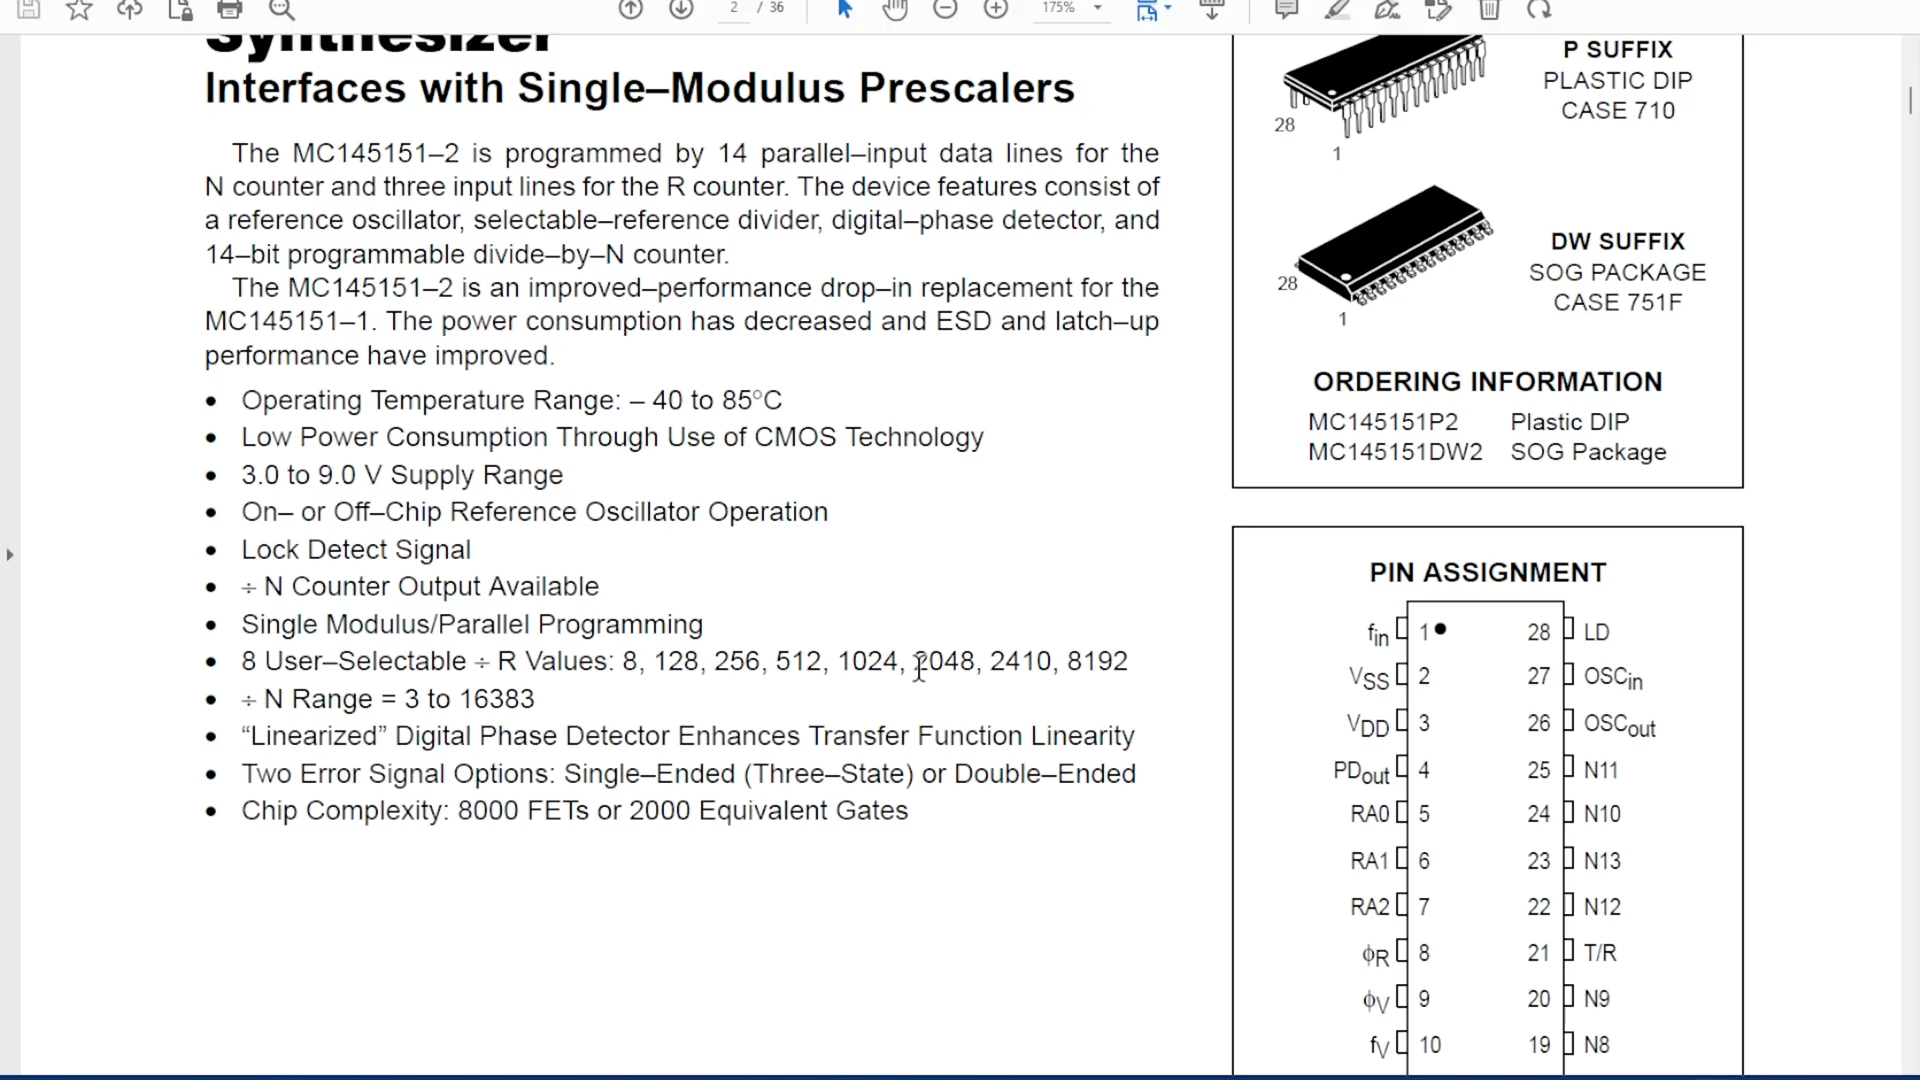 2 / 36
175%
Synthesizer
Interfaces with Single–Modulus Prescalers
The MC145151–2 is programmed by 14 parallel–input data lines for the
N counter and three input lines for the R counter. The device features consist of
a reference oscillator, selectable–reference divider, digital–phase detector, and
14–bit programmable divide–by–N counter.
The MC145151–2 is an improved–performance drop–in replacement for the
MC145151–1. The power consumption has decreased and ESD and latch–up
performance have improved.
• Operating Temperature Range: – 40 to 85°C
• Low Power Consumption Through Use of CMOS Technology
• 3.0 to 9.0 V Supply Range
• On– or Off–Chip Reference Oscillator Operation
• Lock Detect Signal
• ÷ N Counter Output Available
• Single Modulus/Parallel Programming
• 8 User–Selectable ÷ R Values: 8, 128, 256, 512, 1024, 2048, 2410, 8192
• ÷ N Range = 3 to 16383
• “Linearized” Digital Phase Detector Enhances Transfer Function Linearity
• Two Error Signal Options: Single–Ended (Three–State) or Double–Ended
• Chip Complexity: 8000 FETs or 2000 Equivalent Gates
P SUFFIX
PLASTIC DIP
CASE 710
28
1
DW SUFFIX
SOG PACKAGE
CASE 751F
28
1
ORDERING INFORMATION
MC145151P2 Plastic DIP
MC145151DW2 SOG Package
PIN ASSIGNMENT
fin 1 28 LD
VSS 2 27 OSCin
VDD 3 26 OSCout
PDout 4 25 N11
RA0 5 24 N10
RA1 6 23 N13
RA2 7 22 N12
ϕR 8 21 T/R
ϕV 9 20 N9
fV 10 19 N8